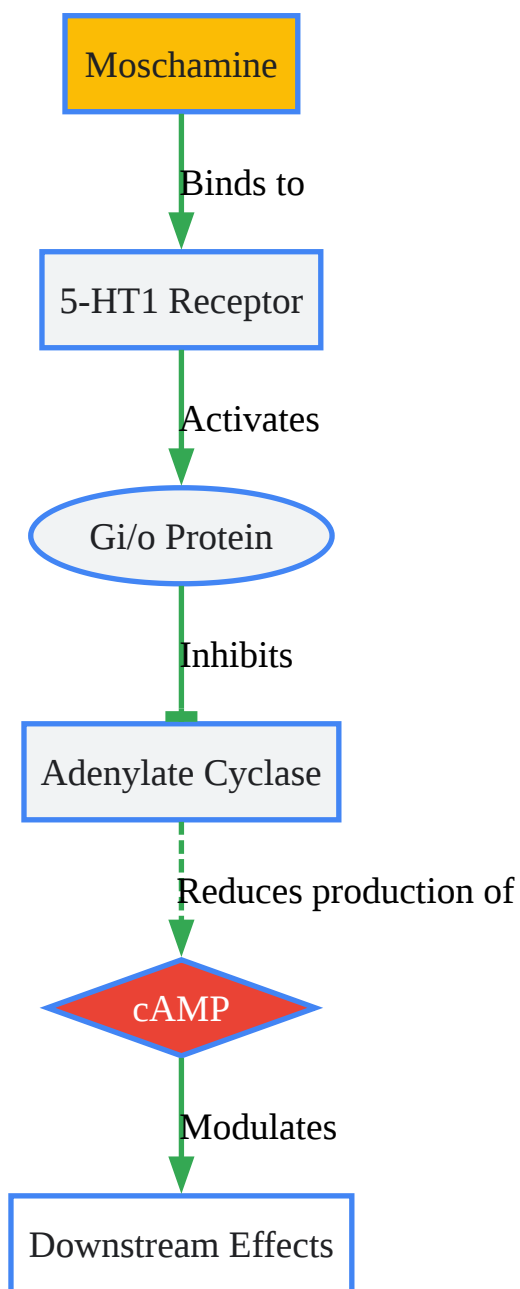 Moschamine
Binds to
5-HT1 Receptor
Activates
Gi/o Protein
Inhibits
Adenylate Cyclase
Reduces production of
cAMP
Modulates
Downstream Effects